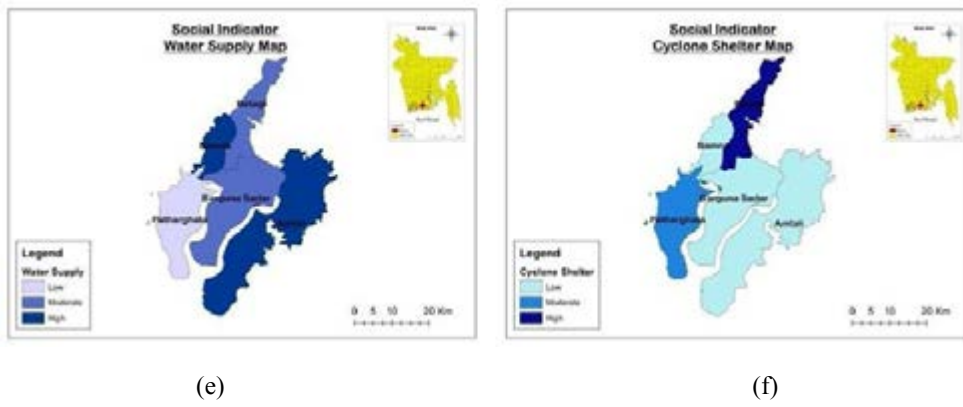 Social Indicator
Water Supply Map
Betagi
Barguna Sadar
Patharghata
Legend
Water Supply
Low
Moderate
High
0 5 10 20 Km
(e)
Social Indicator
Cyclone Shelter Map
Bamna
Barguna Sadar
Patharghata
Amtali
Legend
Cyclone Shelter
Low
Moderate
High
0 5 10 20 Km
(f)